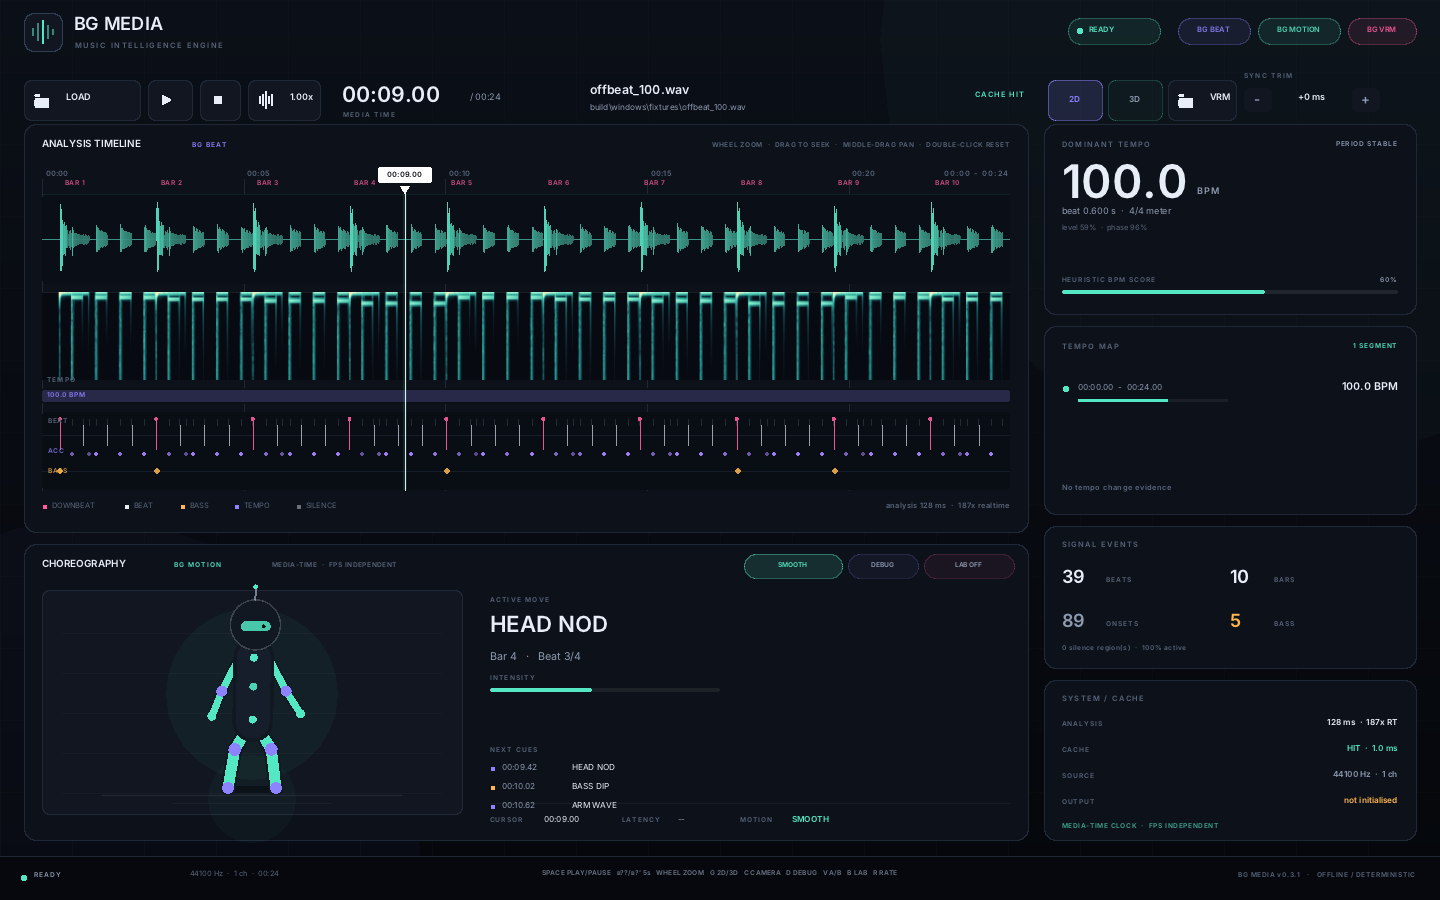 BG MEDIA
MUSIC INTELLIGENCE ENGINE
READY
BG BEAT
BG MOTION
BG VRM
LOAD
1.00x
00:09.00 / 00:24
MEDIA TIME
offbeat_100.wav
build\windows\fixtures\offbeat_100.wav
CACHE HIT
2D
3D
VRM
SYNC TRIM
- +0 ms +
ANALYSIS TIMELINE BG BEAT
WHEEL ZOOM · DRAG TO SEEK · MIDDLE-DRAG PAN · DOUBLE-CLICK RESET
00:00 00:05 00:09.00 00:10 00:15 00:20 00:00 - 00:24
BAR 1 BAR 2 BAR 3 BAR 4 BAR 5 BAR 6 BAR 7 BAR 8 BAR 9 BAR 10
TEMPO
100.0 BPM
BEAT
ACC
BASS
DOWNBEAT BEAT BASS TEMPO SILENCE
analysis 128 ms · 187x realtime
DOMINANT TEMPO PERIOD STABLE
100.0 BPM
beat 0.600 s · 4/4 meter
level 59% · phase 96%
HEURISTIC BPM SCORE 60%
TEMPO MAP 1 SEGMENT
00:00.00 - 00:24.00 100.0 BPM
No tempo change evidence
SIGNAL EVENTS
39 BEATS 10 BARS
89 ONSETS 5 BASS
0 silence region(s) · 100% active
SYSTEM / CACHE
ANALYSIS 128 ms · 187x RT
CACHE HIT · 1.0 ms
SOURCE 44100 Hz · 1 ch
OUTPUT not initialised
MEDIA-TIME CLOCK · FPS INDEPENDENT
CHOREOGRAPHY BG MOTION MEDIA-TIME · FPS INDEPENDENT
SMOOTH DEBUG LAB OFF
ACTIVE MOVE
HEAD NOD
Bar 4 · Beat 3/4
INTENSITY
NEXT CUES
00:09.42 HEAD NOD
00:10.02 BASS DIP
00:10.62 ARM WAVE
CURSOR 00:09.00 LATENCY -- MOTION SMOOTH
READY
44100 Hz · 1 ch · 00:24
SPACE PLAY/PAUSE 5s WHEEL ZOOM G 2D/3D C CAMERA D DEBUG V A/B B LAB R RATE
BG MEDIA v0.3.1 · OFFLINE / DETERMINISTIC